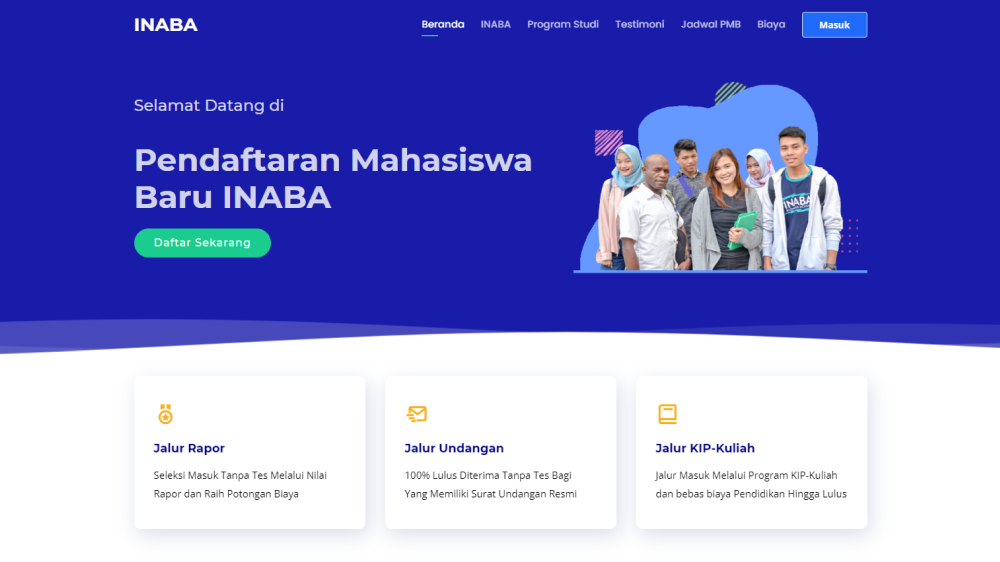 INABA
Beranda INABA Program Studi Testimoni Jadwal PMB Biaya Masuk
Selamat Datang di
Pendaftaran Mahasiswa
Baru INABA
Daftar Sekarang
INABA
Jalur Rapor
Seleksi Masuk Tanpa Tes Melalui Nilai
Rapor dan Raih Potongan Biaya
Jalur Undangan
100% Lulus Diterima Tanpa Tes Bagi
Yang Memiliki Surat Undangan Resmi
Jalur KIP-Kuliah
Jalur Masuk Melalui Program KIP-Kuliah
dan bebas biaya Pendidikan Hingga Lulus